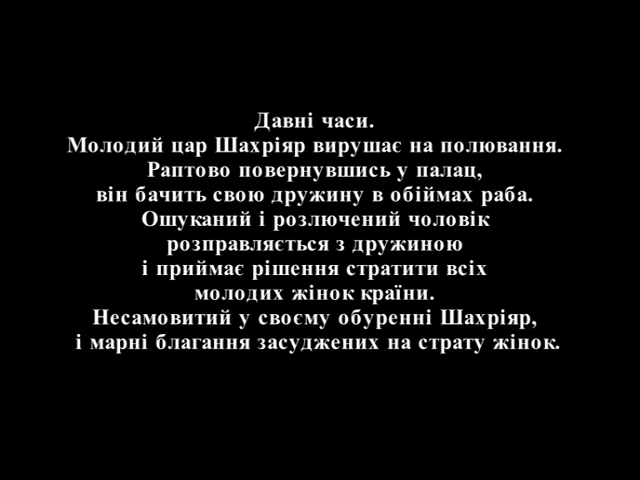 Давні часи.
Молодий цар Шахріяр вирушає на полювання.
Раптово повернувшись у палац,
він бачить свою дружину в обіймах раба.
Ошуканий і розлючений чоловік
розправляється з дружиною
і приймає рішення стратити всіх
молодих жінок країни.
Несамовитий у своєму обуренні Шахріяр,
і марні благання засуджених на страту жінок.